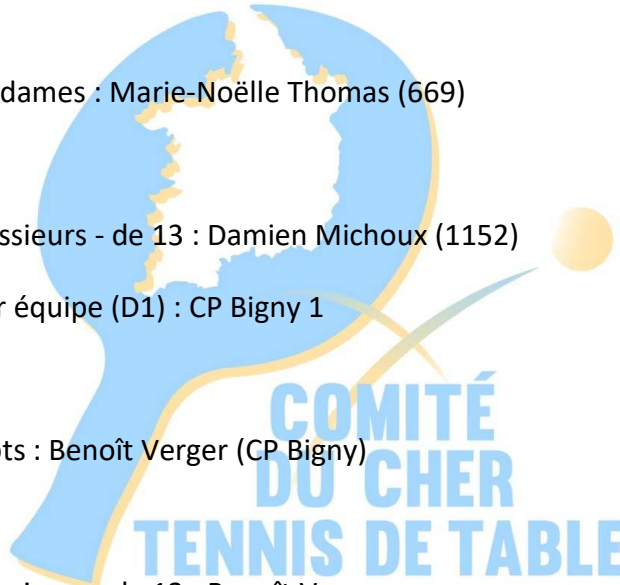 dames : Marie-Noëlle Thomas (669)
ssieurs - de 13 : Damien Michoux (1152)
r équipe (D1) : CP Bigny 1
ts : Benoît Verger (CP Bigny)
COMITÉ
DU CHER
TENNIS DE TABLE